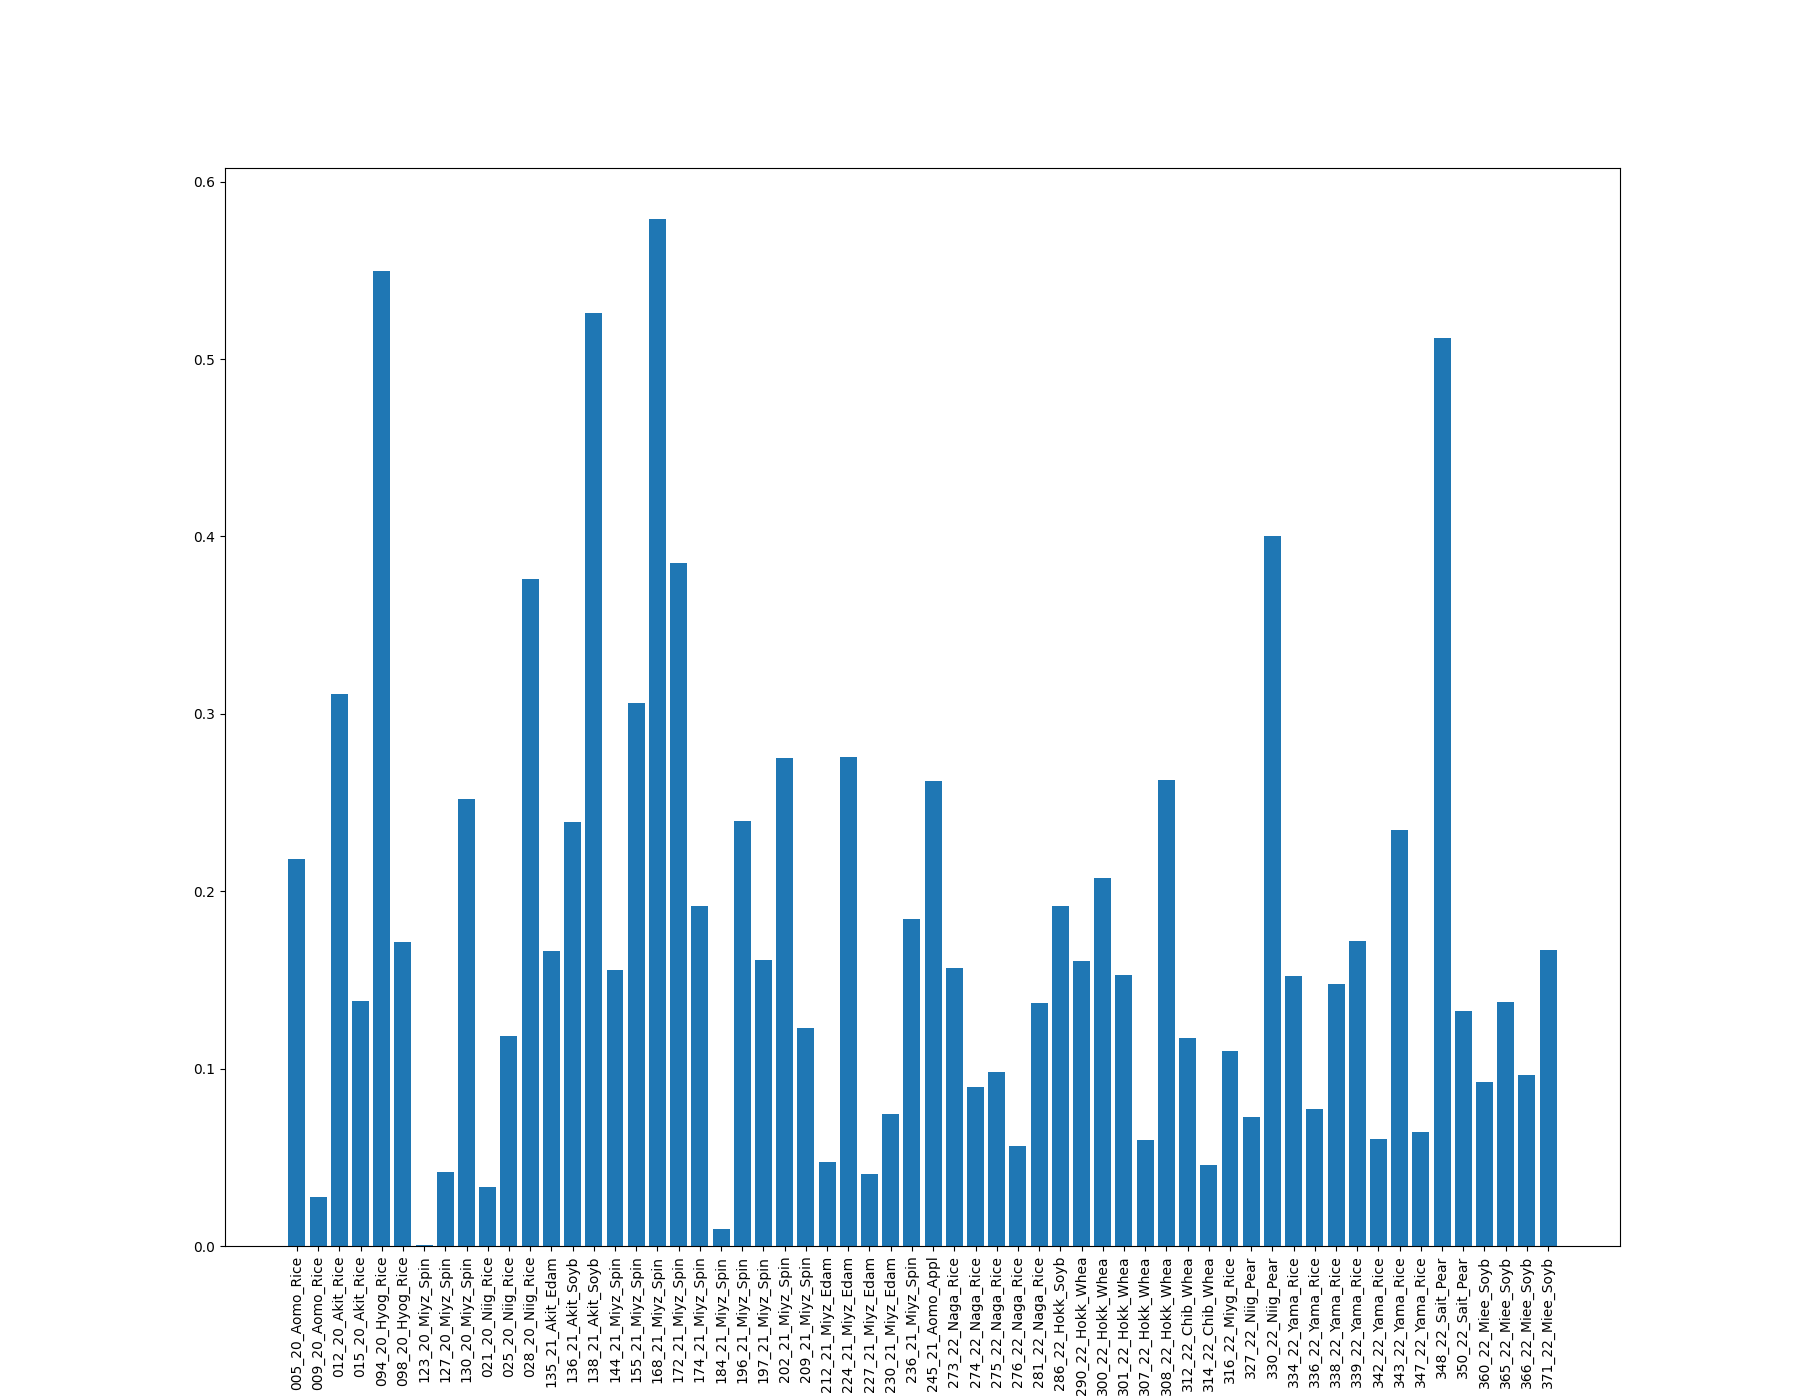 0.6
0.5
0.4
0.3
0.2
0.1
0.0
005_20_Aomo_Rice
009_20_Aomo_Rice
012_20_Akit_Rice
015_20_Akit_Rice
094_20_Hyog_Rice
098_20_Hyog_Rice
123_20_Miyz_Spin
127_20_Miyz_Spin
130_20_Miyz_Spin
021_20_Niig_Rice
025_20_Niig_Rice
028_20_Niig_Rice
135_21_Akit_Edam
136_21_Akit_Soyb
138_21_Akit_Soyb
144_21_Miyz_Spin
155_21_Miyz_Spin
168_21_Miyz_Spin
172_21_Miyz_Spin
174_21_Miyz_Spin
184_21_Miyz_Spin
196_21_Miyz_Spin
197_21_Miyz_Spin
202_21_Miyz_Spin
209_21_Miyz_Spin
212_21_Miyz_Edam
224_21_Miyz_Edam
227_21_Miyz_Edam
230_21_Miyz_Edam
236_21_Miyz_Spin
245_21_Aomo_Appl
273_22_Naga_Rice
274_22_Naga_Rice
275_22_Naga_Rice
276_22_Naga_Rice
281_22_Naga_Rice
286_22_Hokk_Soyb
290_22_Hokk_Whea
300_22_Hokk_Whea
301_22_Hokk_Whea
307_22_Hokk_Whea
308_22_Hokk_Whea
312_22_Chib_Whea
314_22_Chib_Whea
316_22_Miyg_Rice
327_22_Niig_Pear
330_22_Niig_Pear
334_22_Yama_Rice
336_22_Yama_Rice
338_22_Yama_Rice
339_22_Yama_Rice
342_22_Yama_Rice
343_22_Yama_Rice
347_22_Yama_Rice
348_22_Sait_Pear
350_22_Sait_Pear
360_22_Miee_Soyb
365_22_Miee_Soyb
366_22_Miee_Soyb
371_22_Miee_Soyb